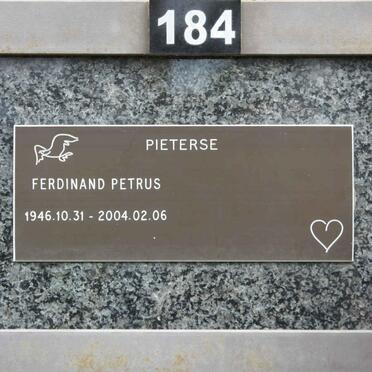 184
PIETERSE
FERDINAND PETRUS
1946.10.31 - 2004.02.06